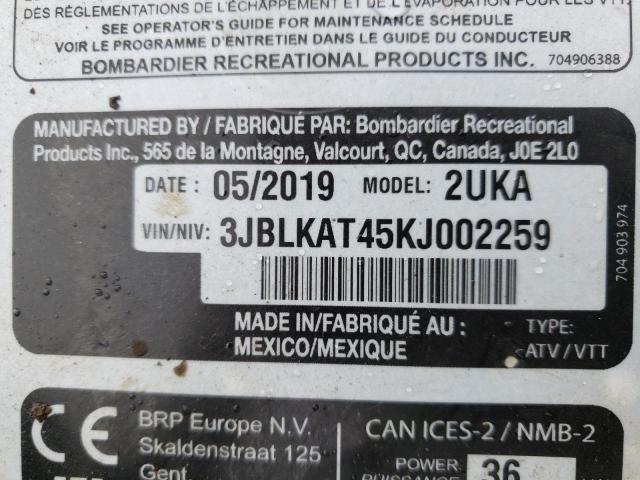 DES RÉGLEMENTATIONS DE L'ÉCHAPPEMENT ET DE L'ÉVAPORATION POUR LES VTT
SEE OPERATOR'S GUIDE FOR MAINTENANCE SCHEDULE
VOIR LE PROGRAMME D'ENTRETIEN DANS LE GUIDE DU CONDUCTEUR
BOMBARDIER RECREATIONAL PRODUCTS INC. 704906388
MANUFACTURED BY / FABRIQUÉ PAR: Bombardier Recreational
Products Inc., 565 de la Montagne, Valcourt, QC, Canada, J0E 2L0
DATE : 05/2019 MODEL: 2UKA
VIN/NIV: 3JBLKAT45KJ002259
704 903 974
MADE IN/FABRIQUÉ AU :
MEXICO/MEXIQUE
TYPE:
ATV / VTT
CE
BRP Europe N.V.
Skaldenstraat 125
Gent
CAN ICES-2 / NMB-2
POWER
PUISSANCE
36